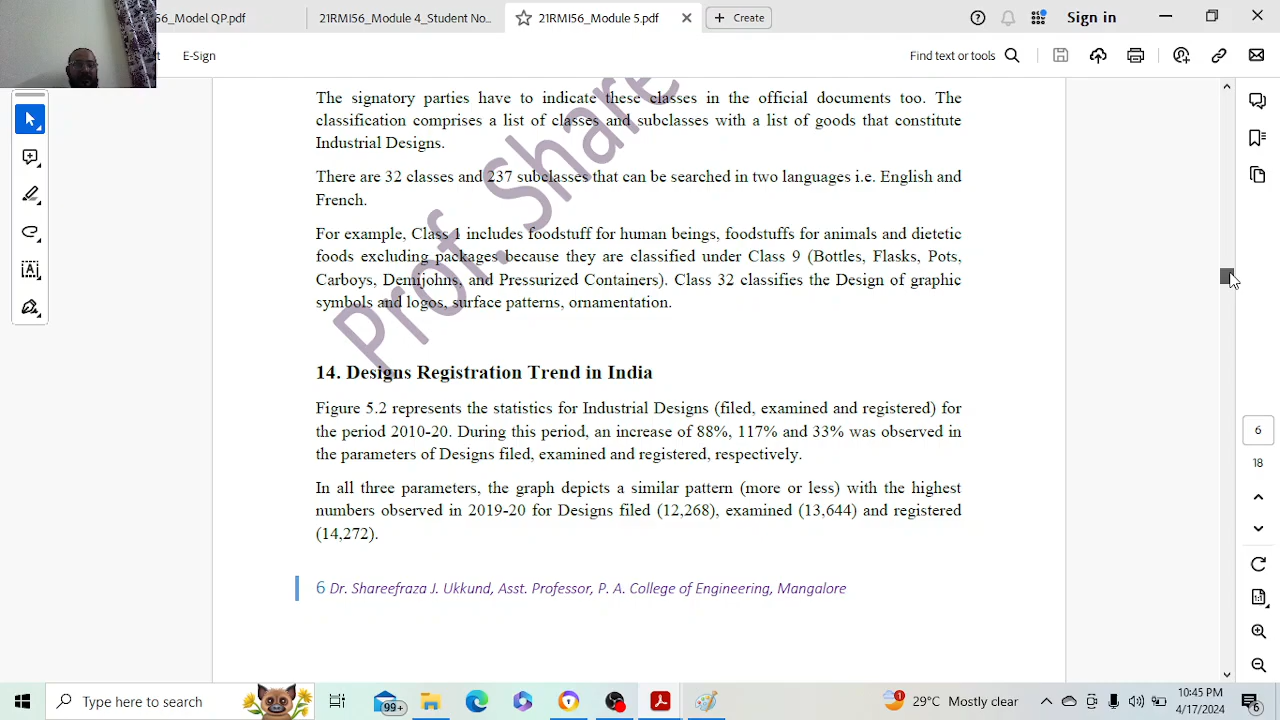 56_Model QP.pdf
21RMI56_Module 4_Student No...
21RMI56_Module 5.pdf
Create
Sign in
E-Sign
Find text or tools
The signatory parties have to indicate these classes in the official documents too. The
classification comprises a list of classes and subclasses with a list of goods that constitute
Industrial Designs.
There are 32 classes and 237 subclasses that can be searched in two languages i.e. English and
French.
For example, Class 1 includes foodstuff for human beings, foodstuffs for animals and dietetic
foods excluding packages because they are classified under Class 9 (Bottles, Flasks, Pots,
Carboys, Demijohns, and Pressurized Containers). Class 32 classifies the Design of graphic
symbols and logos, surface patterns, ornamentation.
Prof. Share
14. Designs Registration Trend in India
Figure 5.2 represents the statistics for Industrial Designs (filed, examined and registered) for
the period 2010-20. During this period, an increase of 88%, 117% and 33% was observed in
the parameters of Designs filed, examined and registered, respectively.
In all three parameters, the graph depicts a similar pattern (more or less) with the highest
numbers observed in 2019-20 for Designs filed (12,268), examined (13,644) and registered
(14,272).
6 Dr. Shareefraza J. Ukkund, Asst. Professor, P. A. College of Engineering, Mangalore
6
18
Type here to search
99+
1
29°C Mostly clear
10:45 PM
4/17/2024
6